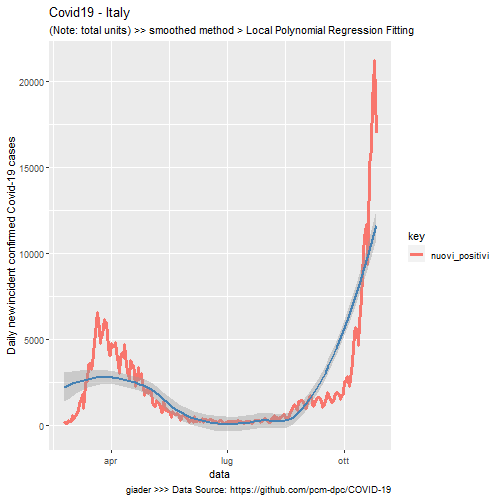 Covid19 - Italy
(Note: total units) >> smoothed method > Local Polynomial Regression Fitting
Daily new/incident confirmed Covid-19 cases
20000
15000
10000
5000
0
apr
lug
ott
data
key
nuovi_positivi
giader >>> Data Source: https://github.com/pcm-dpc/COVID-19